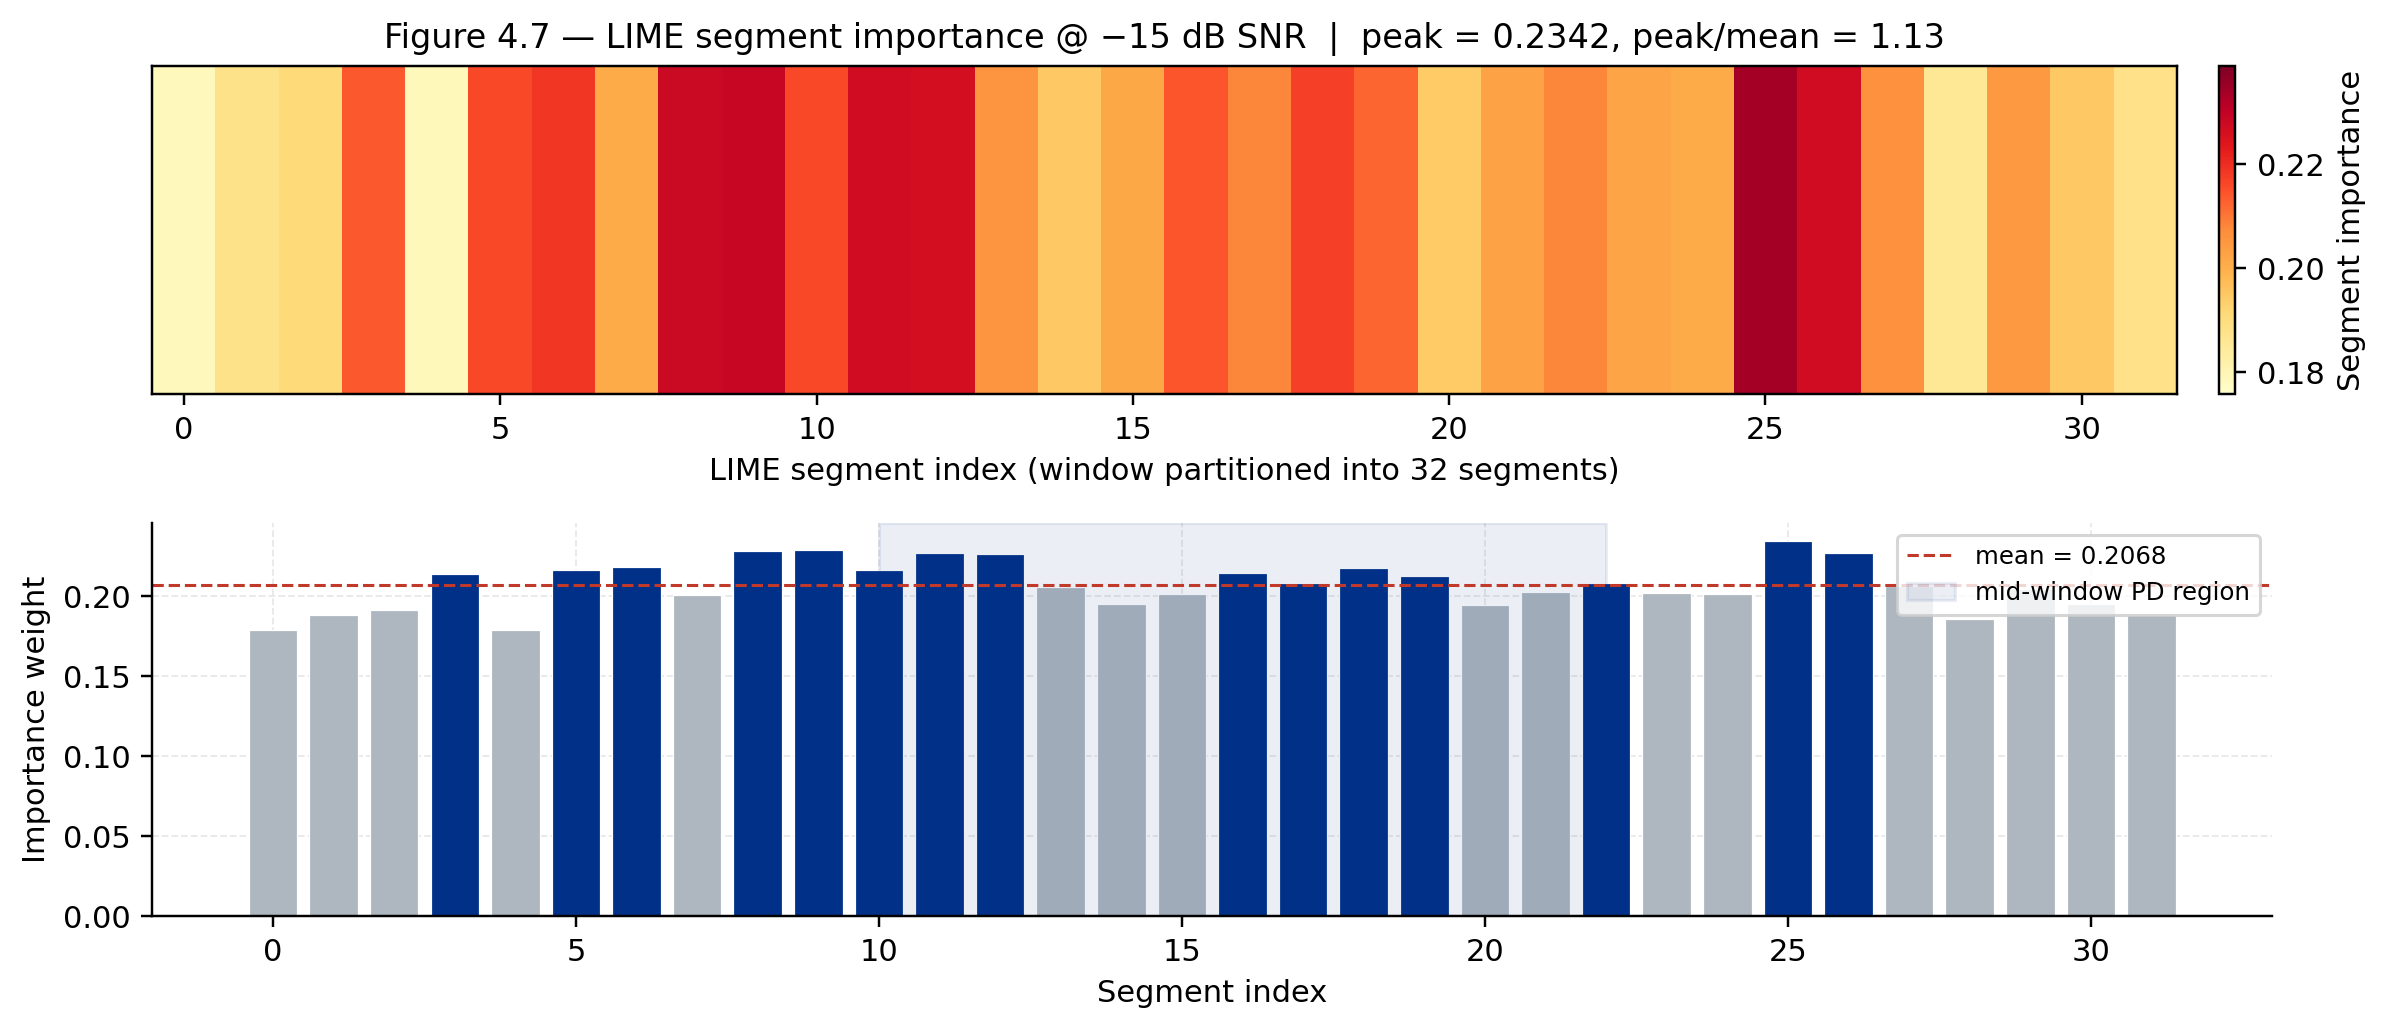 Figure 4.7 — LIME segment importance @ −15 dB SNR | peak = 0.2342, peak/mean = 1.13
0.22
0.20
0.18
Segment importance
0 5 10 15 20 25 30
LIME segment index (window partitioned into 32 segments)
mean = 0.2068
mid-window PD region
0.20
0.15
0.10
0.05
0.00
Importance weight
0 5 10 15 20 25 30
Segment index